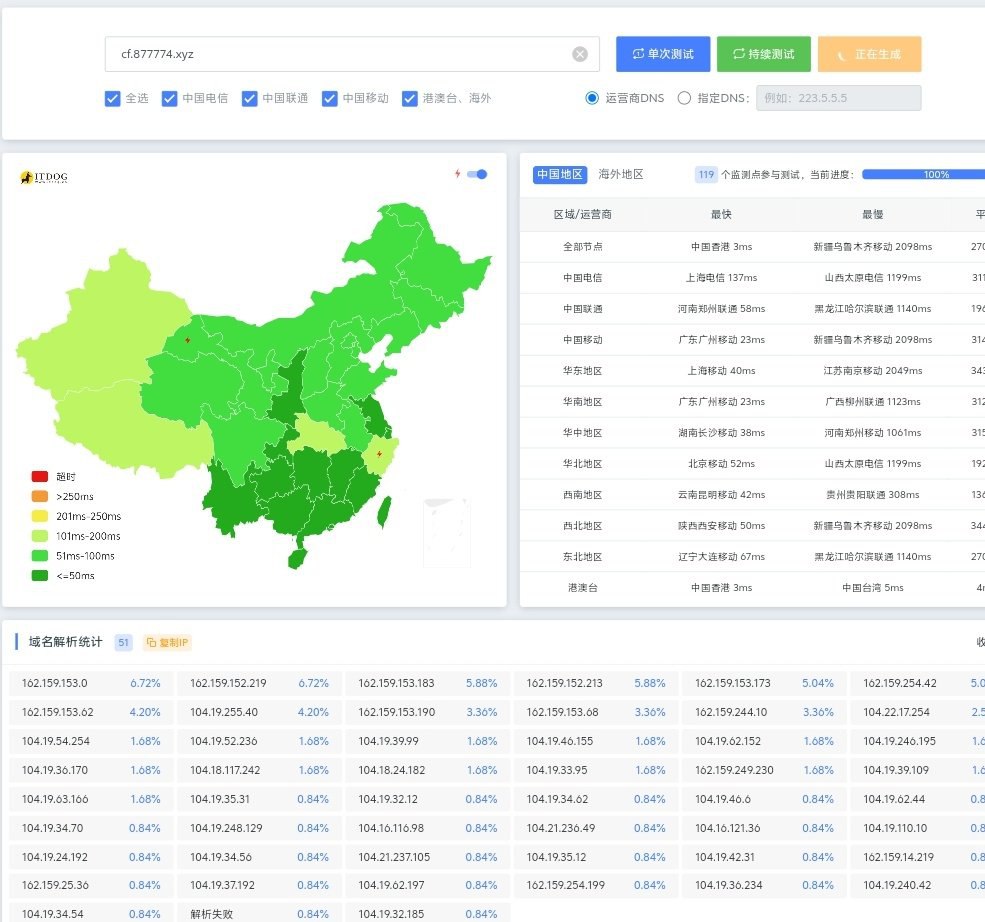 cf.877774.xyz
单次测试 持续测试 正在生成
全选 中国电信 中国联通 中国移动 港澳台、海外 运营商DNS 指定DNS: 例如: 223.5.5.5
ITDOG
中国地区 海外地区 119 个监测点参与测试, 当前进度: 100%
区域/运营商 最快 最慢 平
全部节点 中国香港 3ms 新疆乌鲁木齐移动 2098ms 270
中国电信 上海电信 137ms 山西太原电信 1199ms 311
中国联通 河南郑州联通 58ms 黑龙江哈尔滨联通 1140ms 196
中国移动 广东广州移动 23ms 新疆乌鲁木齐移动 2098ms 314
华东地区 上海移动 40ms 江苏南京移动 2049ms 343
华南地区 广东广州移动 23ms 广西柳州联通 1123ms 312
华中地区 湖南长沙移动 38ms 河南郑州移动 1061ms 315
华北地区 北京移动 52ms 山西太原电信 1199ms 192
西南地区 云南昆明移动 42ms 贵州贵阳联通 308ms 136
西北地区 陕西西安移动 50ms 新疆乌鲁木齐移动 2098ms 344
东北地区 辽宁大连移动 67ms 黑龙江哈尔滨联通 1140ms 270
港澳台 中国香港 3ms 中国台湾 5ms 4
超时
>250ms
201ms-250ms
101ms-200ms
51ms-100ms
<=50ms
域名解析统计 51 复制IP 收
162.159.153.0 6.72% 162.159.152.219 6.72% 162.159.153.183 5.88% 162.159.152.213 5.88% 162.159.153.173 5.04% 162.159.254.42 5.0
162.159.153.62 4.20% 104.19.255.40 4.20% 162.159.153.190 3.36% 162.159.153.68 3.36% 162.159.244.10 3.36% 104.22.17.254 2.5
104.19.54.254 1.68% 104.19.52.236 1.68% 104.19.39.99 1.68% 104.19.46.155 1.68% 104.19.62.152 1.68% 104.19.246.195 1.6
104.19.36.170 1.68% 104.18.117.242 1.68% 104.18.24.182 1.68% 104.19.33.95 1.68% 162.159.249.230 1.68% 104.19.39.109 1.6
104.19.63.166 1.68% 104.19.35.31 0.84% 104.19.32.12 0.84% 104.19.34.62 0.84% 104.19.46.6 0.84% 104.19.62.44 0.8
104.19.34.70 0.84% 104.19.248.129 0.84% 104.16.116.98 0.84% 104.21.236.49 0.84% 104.16.121.36 0.84% 104.19.110.10 0.8
104.19.24.192 0.84% 104.19.34.56 0.84% 104.21.237.105 0.84% 104.19.35.12 0.84% 104.19.42.31 0.84% 162.159.14.219 0.8
162.159.25.36 0.84% 104.19.37.192 0.84% 104.19.62.197 0.84% 162.159.254.199 0.84% 104.19.36.234 0.84% 104.19.240.42 0.8
104.19.34.54 0.84% 解析失败 0.84% 104.19.32.185 0.84%